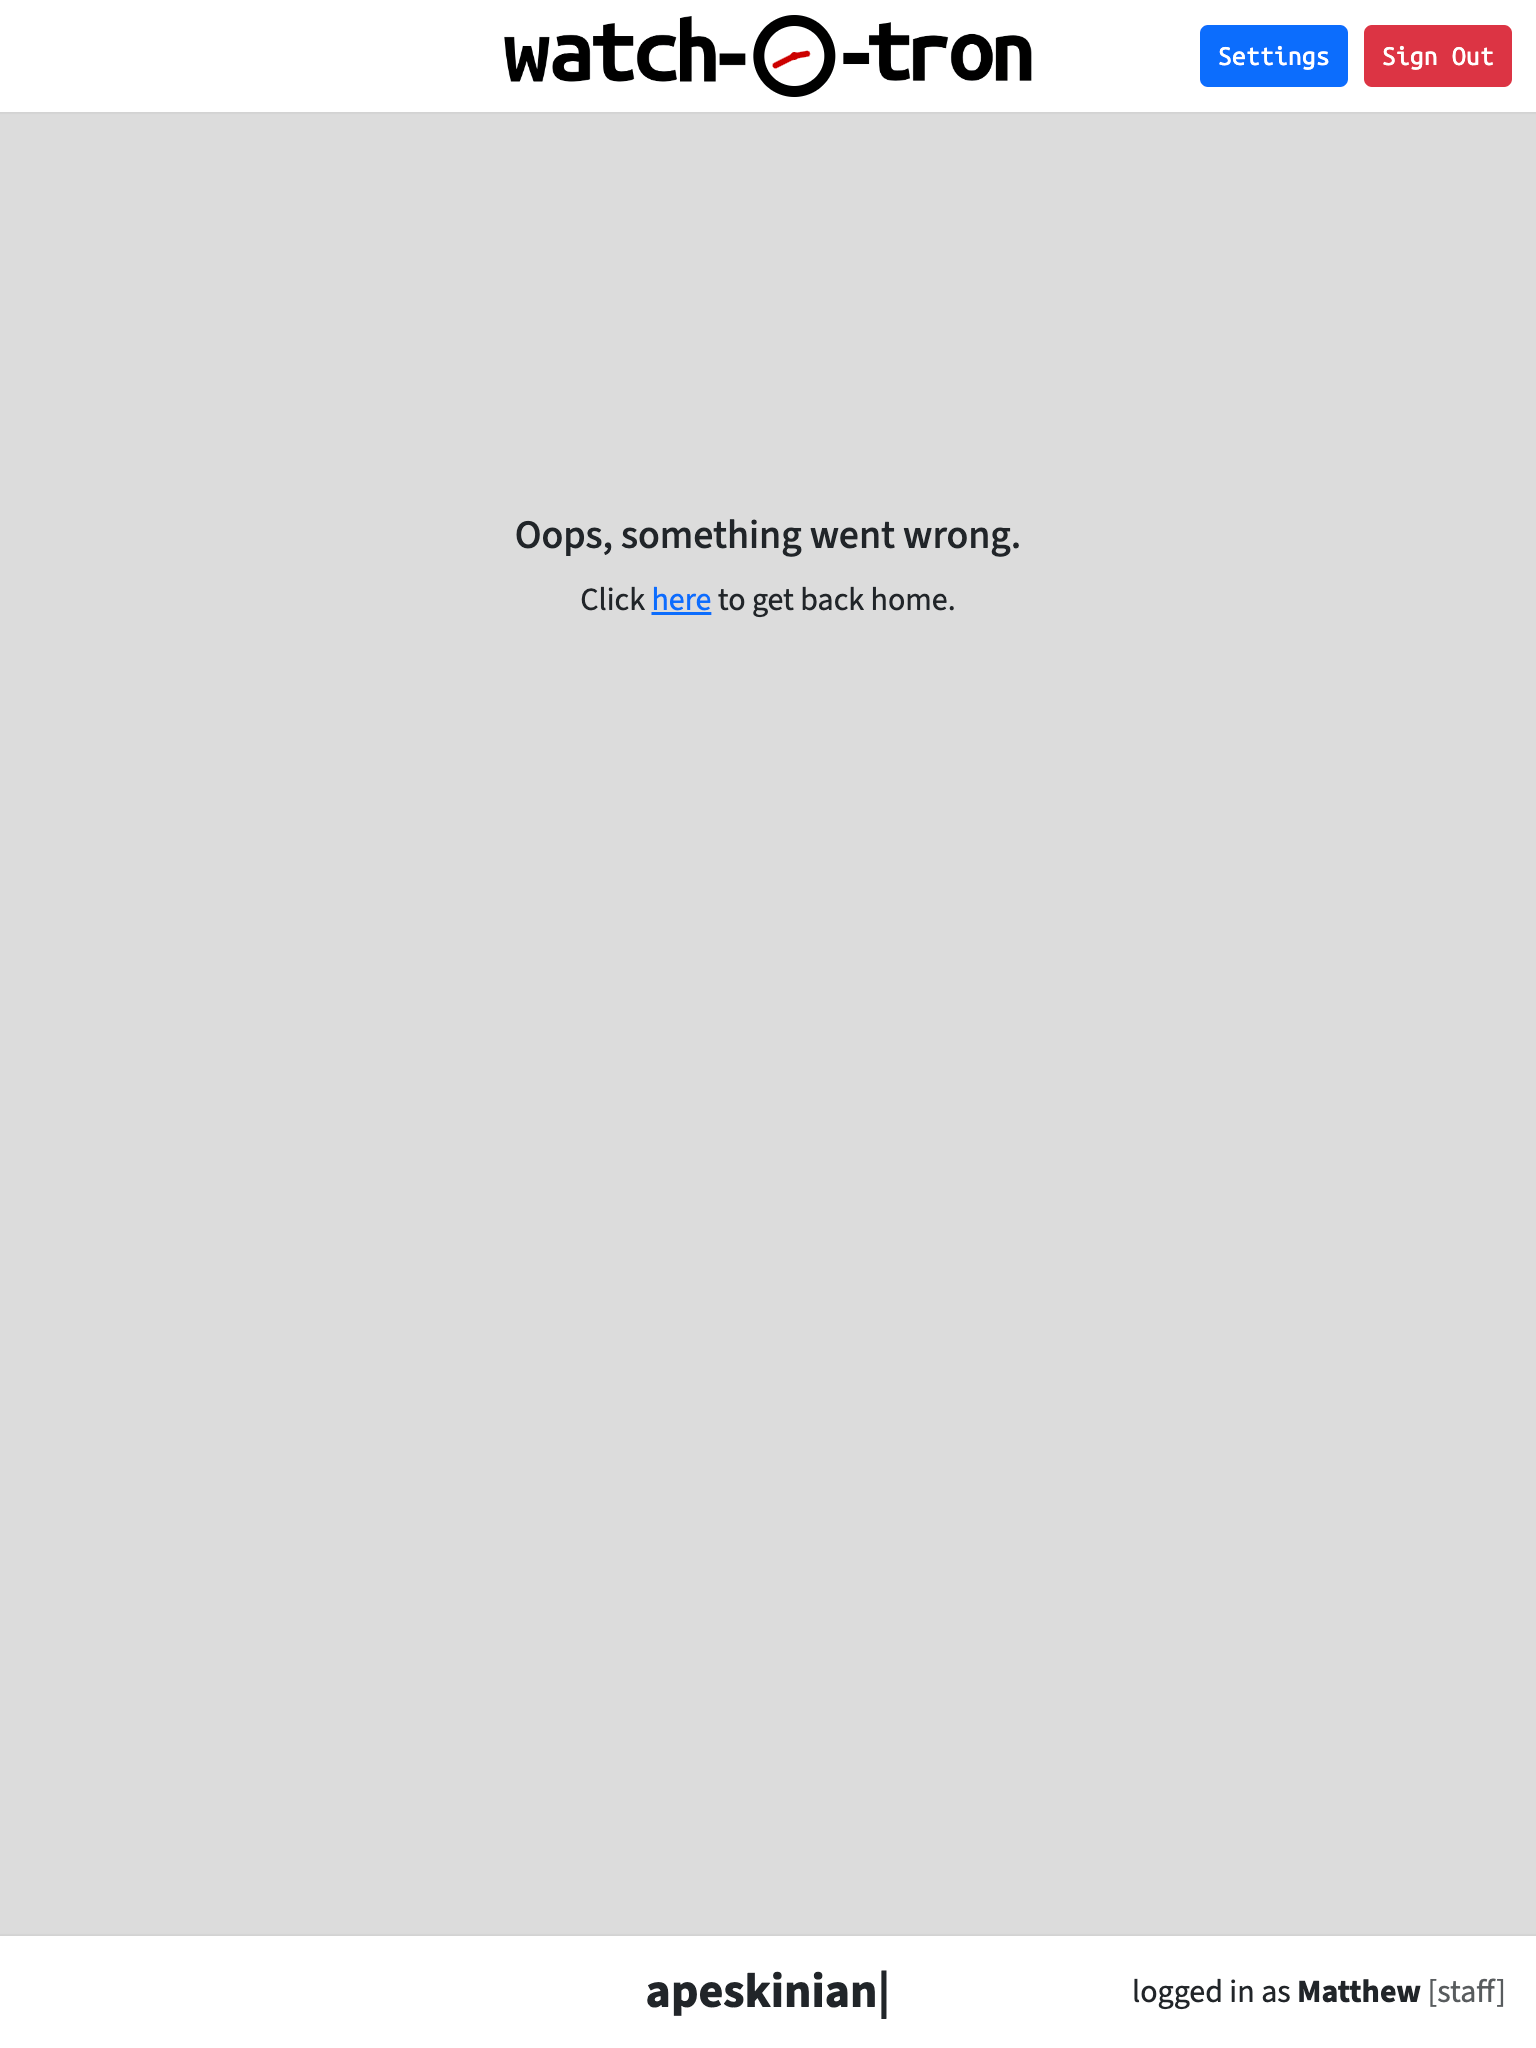 watch-O-tron
Settings
Sign Out
Oops, something went wrong.
Click here to get back home.
apeskinian|
logged in as Matthew [staff]